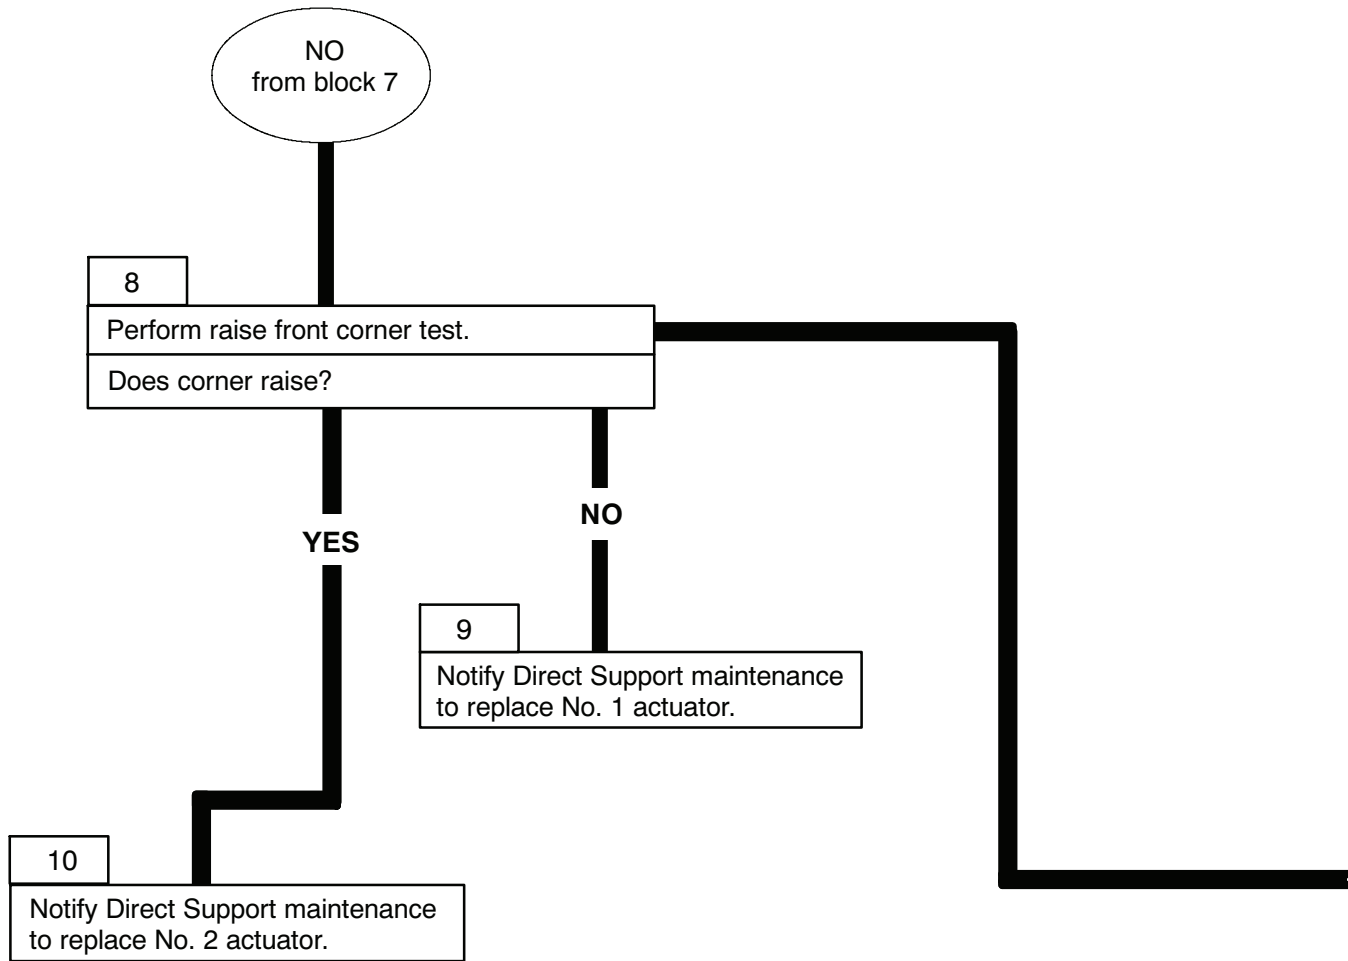 NO
from block 7
8
Perform raise front corner test.
Does corner raise?
YES
NO
9
Notify Direct Support maintenance
to replace No. 1 actuator.
10
Notify Direct Support maintenance
to replace No. 2 actuator.